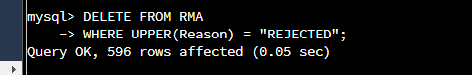 mysql> DELETE FROM RMA
    -> WHERE UPPER(Reason) = "REJECTED";
Query OK, 596 rows affected (0.05 sec)